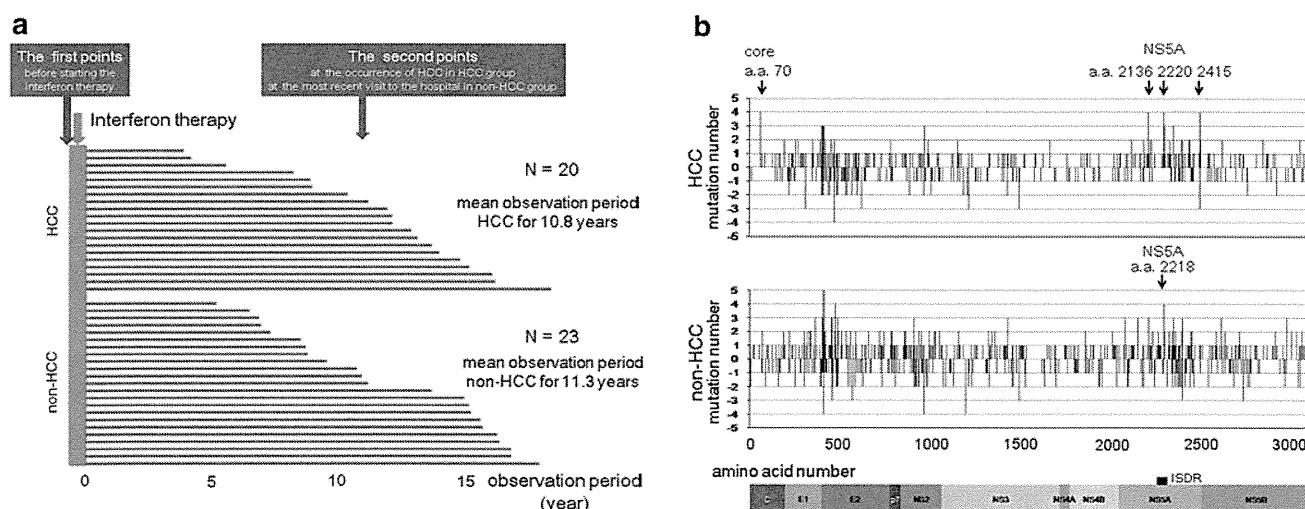 a
The first points
before starting the
Interferon therapy
The second points
at the occurrence of HCC in HCC group
at the most recent visit to the hospital in non-HCC group
Interferon therapy
HCC
N = 20
mean observation period
HCC for 10.8 years
non-HCC
N = 23
mean observation period
non-HCC for 11.3 years
0 5 10 15 observation period
(year)
b
core
a.a. 70
NS5A
a.a. 2136 2220 2415
HCC
mutation number
5
4
3
2
1
0
-1
-2
-3
-4
-5
NS5A
a.a. 2218
non-HCC
mutation number
5
4
3
2
1
0
-1
-2
-3
-4
-5
0 500 1000 1500 2000 2500 3000
amino acid number
ISDR
C E1 E2 NS2 NS3 NS4A NS4B NS5A NS5B